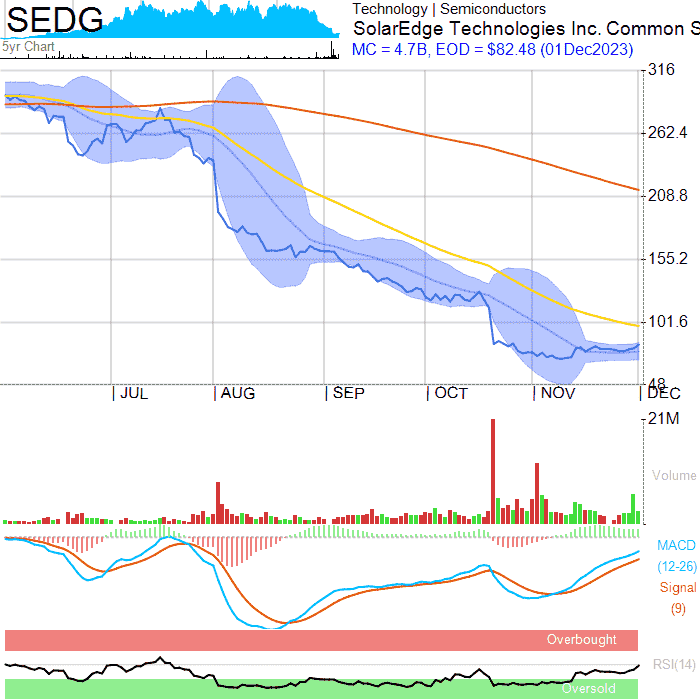 SEDG
5yr Chart
Technology | Semiconductors
SolarEdge Technologies Inc. Common S
MC = 4.7B, EOD = $82.48 (01Dec2023)
316
262.4
208.8
155.2
101.6
48
JUL
AUG
SEP
OCT
NOV
DEC
21M
Volume
MACD
(12-26)
Signal
(9)
Overbought
RSI(14)
Oversold